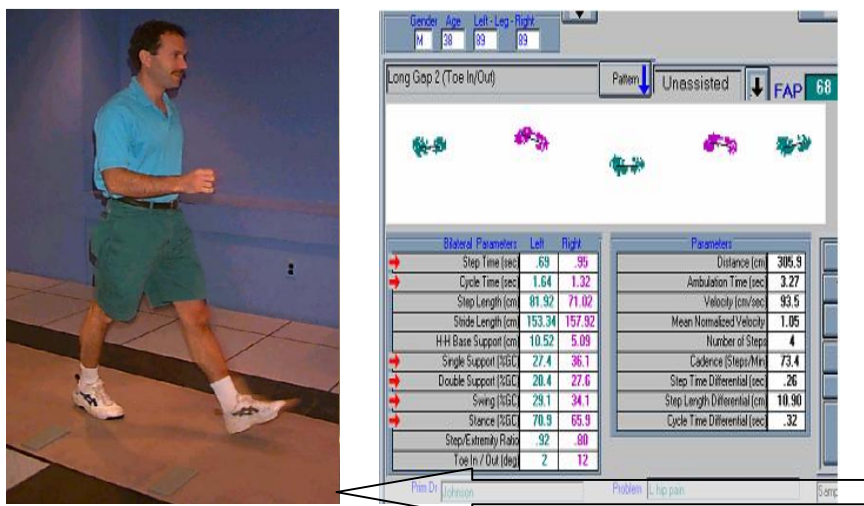 Gender Age Left - Leg - Right
M 38 89 89
Long Gap 2 (Toe In/Out) Pattern Unassisted FAP 68
Bilateral Parameters Left Right
Step Time (sec) .69 .95
Cycle Time (sec) 1.64 1.32
Step Length (cm) 81.92 71.02
Stride Length (cm) 153.34 157.92
H-H Base Support (cm) 10.52 5.09
Single Support (%GC) 27.4 36.1
Double Support (%GC) 20.4 27.6
Swing (%GC) 29.1 34.1
Stance (%GC) 70.9 65.9
Step/Extremity Ratio .92 .80
Toe In / Out (deg) 2 12
Parameters
Distance (cm) 305.9
Ambulation Time (sec) 3.27
Velocity (cm/sec) 93.5
Mean Normalized Velocity 1.05
Number of Steps 4
Cadence (Steps/Min) 73.4
Step Time Differential (sec) .26
Step Length Differential (cm) 10.90
Cycle Time Differential (sec) .32
Prim Dr Johnson Problem L hip pain Samp